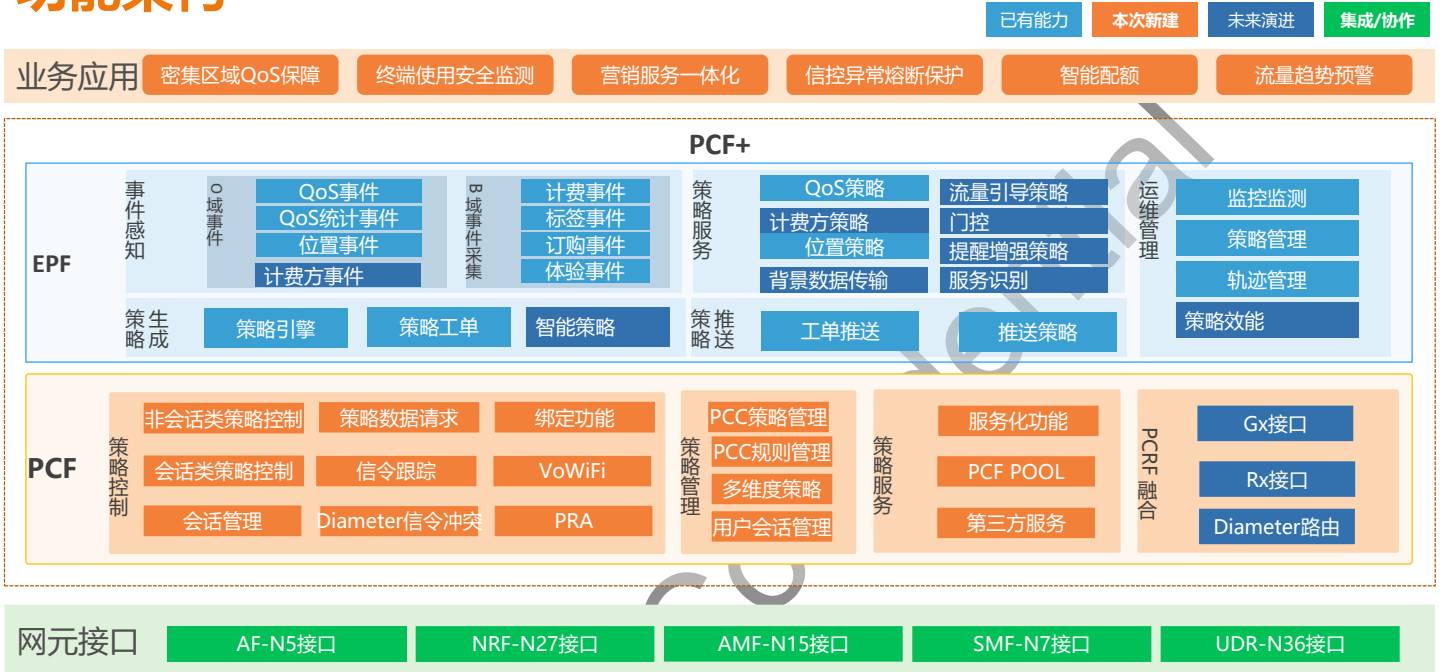 功能架构
已有能力
本次新建
未来演进
集成/协作
业务应用
密集区域QoS保障
终端使用安全监测
营销服务一体化
信控异常熔断保护
智能配额
流量趋势预警
PCF+
EPF
事件感知
O域事件
QoS事件
QoS统计事件
位置事件
计费方事件
B域事件采集
计费事件
标签事件
订购事件
体验事件
策略服务
QoS策略
流量引导策略
计费方策略
门控
位置策略
提醒增强策略
背景数据传输
服务识别
运维管理
监控监测
策略管理
轨迹管理
策略效能
策略生成
策略引擎
策略工单
智能策略
策略推送
工单推送
推送策略
PCF
策略控制
非会话类策略控制
策略数据请求
绑定功能
会话类策略控制
信令跟踪
VoWiFi
会话管理
Diameter信令冲突
PRA
策略管理
PCC策略管理
PCC规则管理
多维度策略
用户会话管理
策略服务
服务化功能
PCF POOL
第三方服务
PCRF 融合
Gx接口
Rx接口
Diameter路由
网元接口
AF-N5接口
NRF-N27接口
AMF-N15接口
SMF-N7接口
UDR-N36接口